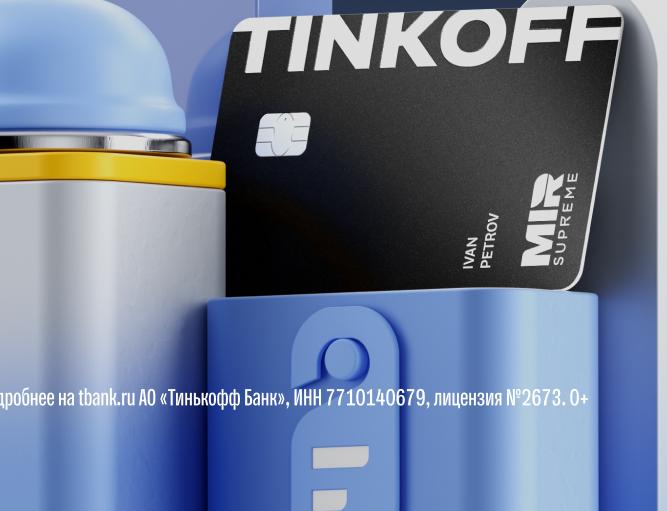 TINKOFF
IVAN
PETROV
MIR
SUPREME
дробнее на tbank.ru АО «Тинькофф Банк», ИНН 7710140679, лицензия №2673. 0+